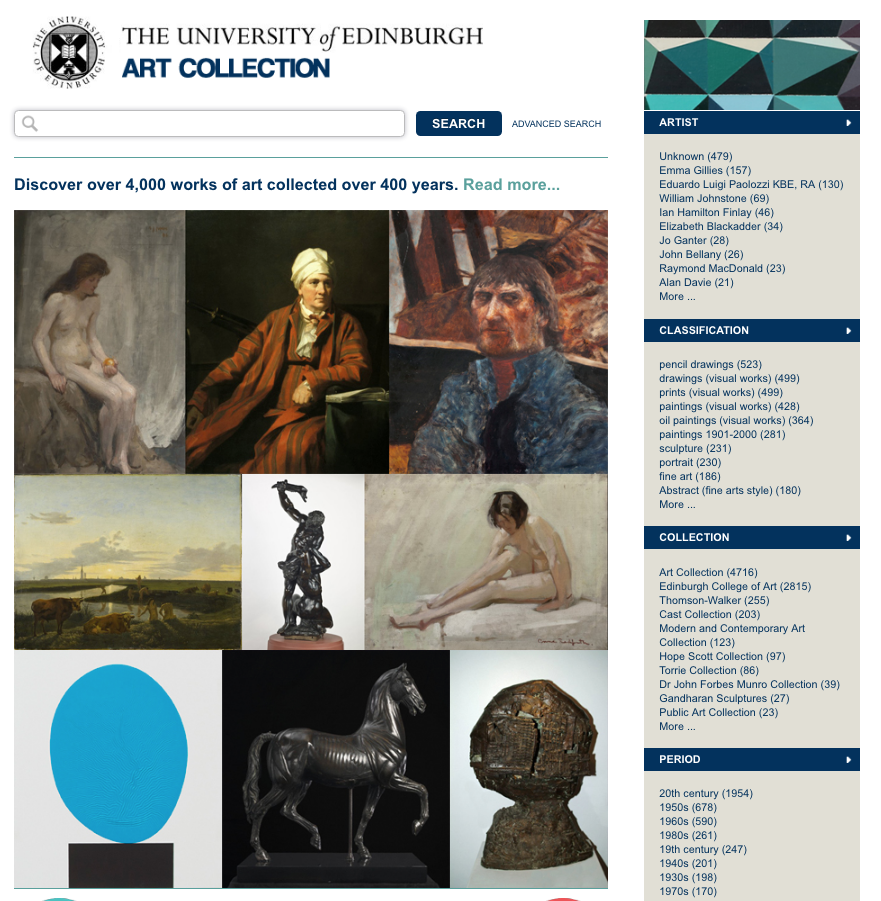 THE UNIVERSITY OF EDINBURGH
THE UNIVERSITY of EDINBURGH
ART COLLECTION
SEARCH
ADVANCED SEARCH
Discover over 4,000 works of art collected over 400 years. Read more...
ARTIST
Unknown (479)
Emma Gillies (157)
Eduardo Luigi Paolozzi KBE, RA (130)
William Johnstone (69)
Ian Hamilton Finlay (46)
Elizabeth Blackadder (34)
Jo Ganter (28)
John Bellany (26)
Raymond MacDonald (23)
Alan Davie (21)
More ...
CLASSIFICATION
pencil drawings (523)
drawings (visual works) (499)
prints (visual works) (499)
paintings (visual works) (428)
oil paintings (visual works) (364)
paintings 1901-2000 (281)
sculpture (231)
portrait (230)
fine art (186)
Abstract (fine arts style) (180)
More ...
COLLECTION
Art Collection (4716)
Edinburgh College of Art (2815)
Thomson-Walker (255)
Cast Collection (203)
Modern and Contemporary Art
Collection (123)
Hope Scott Collection (97)
Torrie Collection (86)
Dr John Forbes Munro Collection (39)
Gandharan Sculptures (27)
Public Art Collection (23)
More ...
PERIOD
20th century (1954)
1950s (678)
1960s (590)
1980s (261)
19th century (247)
1940s (201)
1930s (198)
1970s (170)